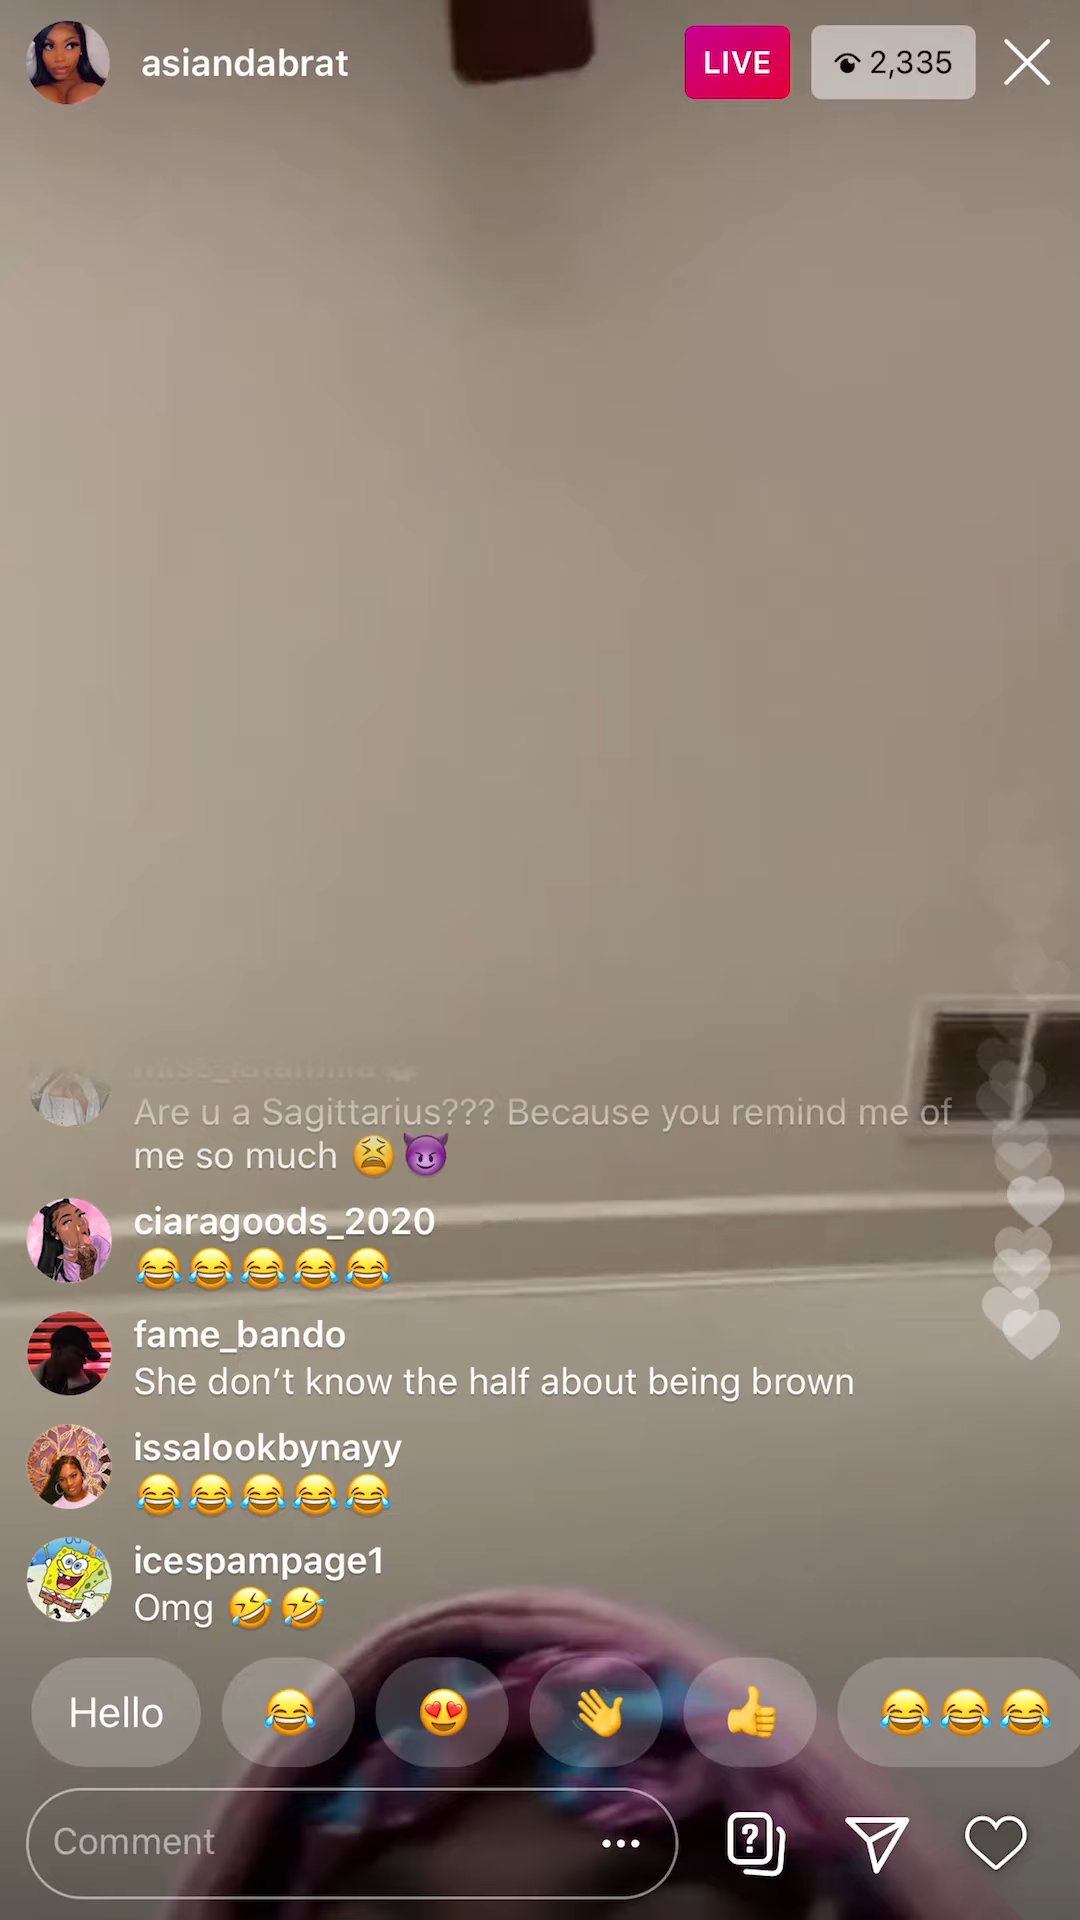 asiandabrat
LIVE
2,335
Are u a Sagittarius??? Because you remind me of
me so much 😫😈
ciaragoods_2020
😂😂😂😂😂
fame_bando
She don’t know the half about being brown
issalookbynayy
😂😂😂😂😂
icespampage1
Omg 🤣🤣
Hello 😂 😍 👋 👍 😂😂😂
Comment